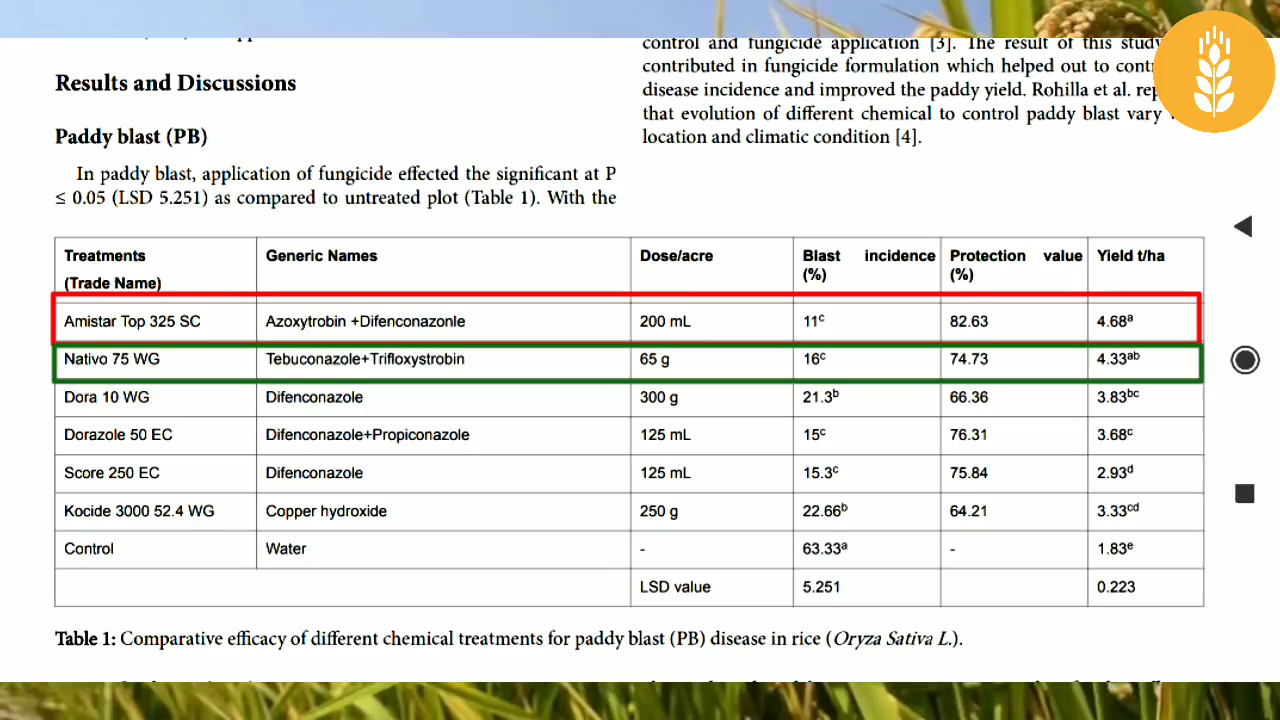 Results and Discussions
Paddy blast (PB)
In paddy blast, application of fungicide effected the significant at P
≤ 0.05 (LSD 5.251) as compared to untreated plot (Table 1). With the
control and fungicide application [3]. The result of this study
contributed in fungicide formulation which helped out to
disease incidence and improved the paddy yield. Rohilla et al.
that evolution of different chemical to control paddy blast vary
location and climatic condition [4].
Treatments (Trade Name) Generic Names Dose/acre Blast incidence (%) Protection value (%) Yield t/ha
Amistar Top 325 SC Azoxytrobin +Difenconazonle 200 mL 11ᶜ 82.63 4.68ᵃ
Nativo 75 WG Tebuconazole+Trifloxystrobin 65 g 16ᶜ 74.73 4.33ᵃᵇ
Dora 10 WG Difenconazole 300 g 21.3ᵇ 66.36 3.83ᵇᶜ
Dorazole 50 EC Difenconazole+Propiconazole 125 mL 15ᶜ 76.31 3.68ᶜ
Score 250 EC Difenconazole 125 mL 15.3ᶜ 75.84 2.93ᵈ
Kocide 3000 52.4 WG Copper hydroxide 250 g 22.66ᵇ 64.21 3.33ᶜᵈ
Control Water - 63.33ᵃ - 1.83ᵉ
LSD value 5.251 0.223
Table 1: Comparative efficacy of different chemical treatments for paddy blast (PB) disease in rice (Oryza Sativa L.).